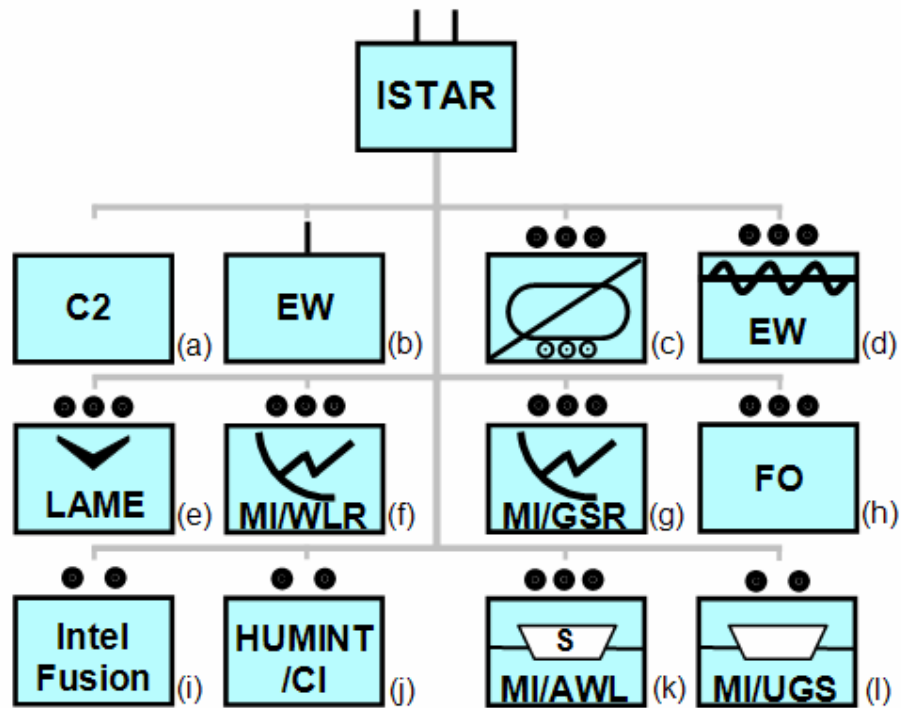 ISTAR
C2
(a)
EW
(b)
(c)
EW
(d)
LAME
(e)
MI/WLR
(f)
MI/GSR
(g)
FO
(h)
Intel
Fusion
(i)
HUMINT
/CI
(j)
S
MI/AWL
(k)
MI/UGS
(l)